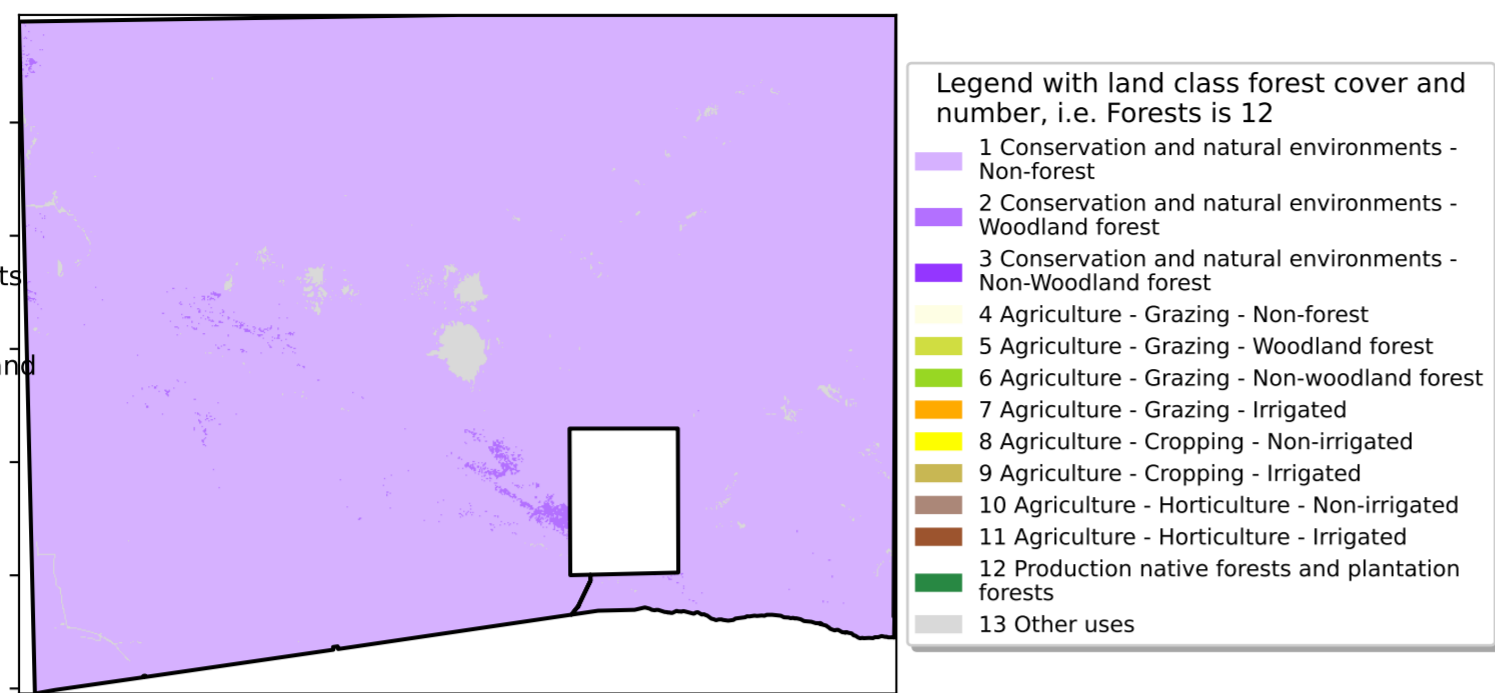 ts
nd
Legend with land class forest cover and
number, i.e. Forests is 12
1 Conservation and natural environments -
Non-forest
2 Conservation and natural environments -
Woodland forest
3 Conservation and natural environments -
Non-Woodland forest
4 Agriculture - Grazing - Non-forest
5 Agriculture - Grazing - Woodland forest
6 Agriculture - Grazing - Non-woodland forest
7 Agriculture - Grazing - Irrigated
8 Agriculture - Cropping - Non-irrigated
9 Agriculture - Cropping - Irrigated
10 Agriculture - Horticulture - Non-irrigated
11 Agriculture - Horticulture - Irrigated
12 Production native forests and plantation
forests
13 Other uses